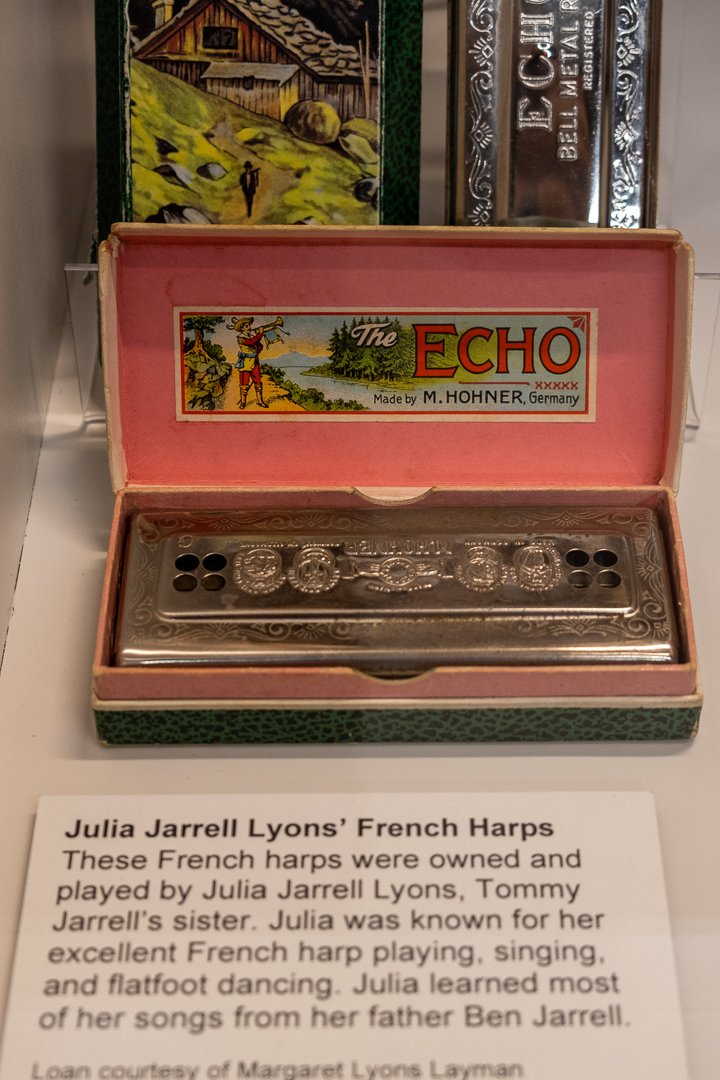 ECHO
BELL METAL R
REGISTERED
The ECHO
xxxxx
Made by M. HOHNER, Germany
M. HOHNER
Julia Jarrell Lyons’ French Harps
These French harps were owned and
played by Julia Jarrell Lyons, Tommy
Jarrell’s sister. Julia was known for her
excellent French harp playing, singing,
and flatfoot dancing. Julia learned most
of her songs from her father Ben Jarrell.
Loan courtesy of Margaret Lyons Layman